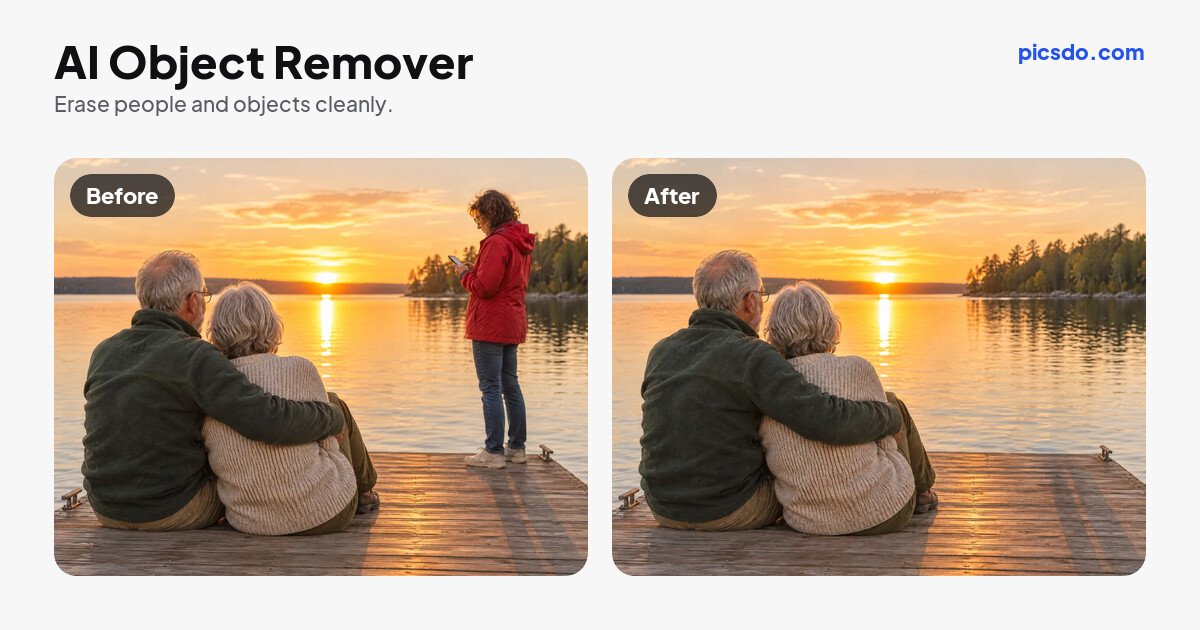 AI Object Remover
picsdo.com
Erase people and objects cleanly.
Before
After